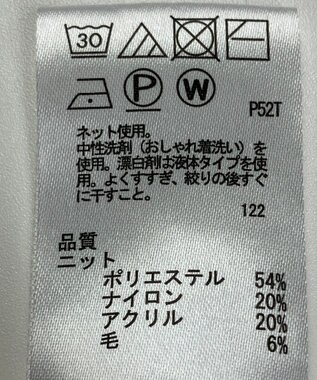 30
P W
P52T
ネット使用。
中性洗剤(おしゃれ着洗い)を
使用。漂白剤は液体タイプを使
用。よくすすぎ、絞りの後すぐ
に干すこと。
122
品質
ニット
ポリエステル 54%
ナイロン 20%
アクリル 20%
毛 6%